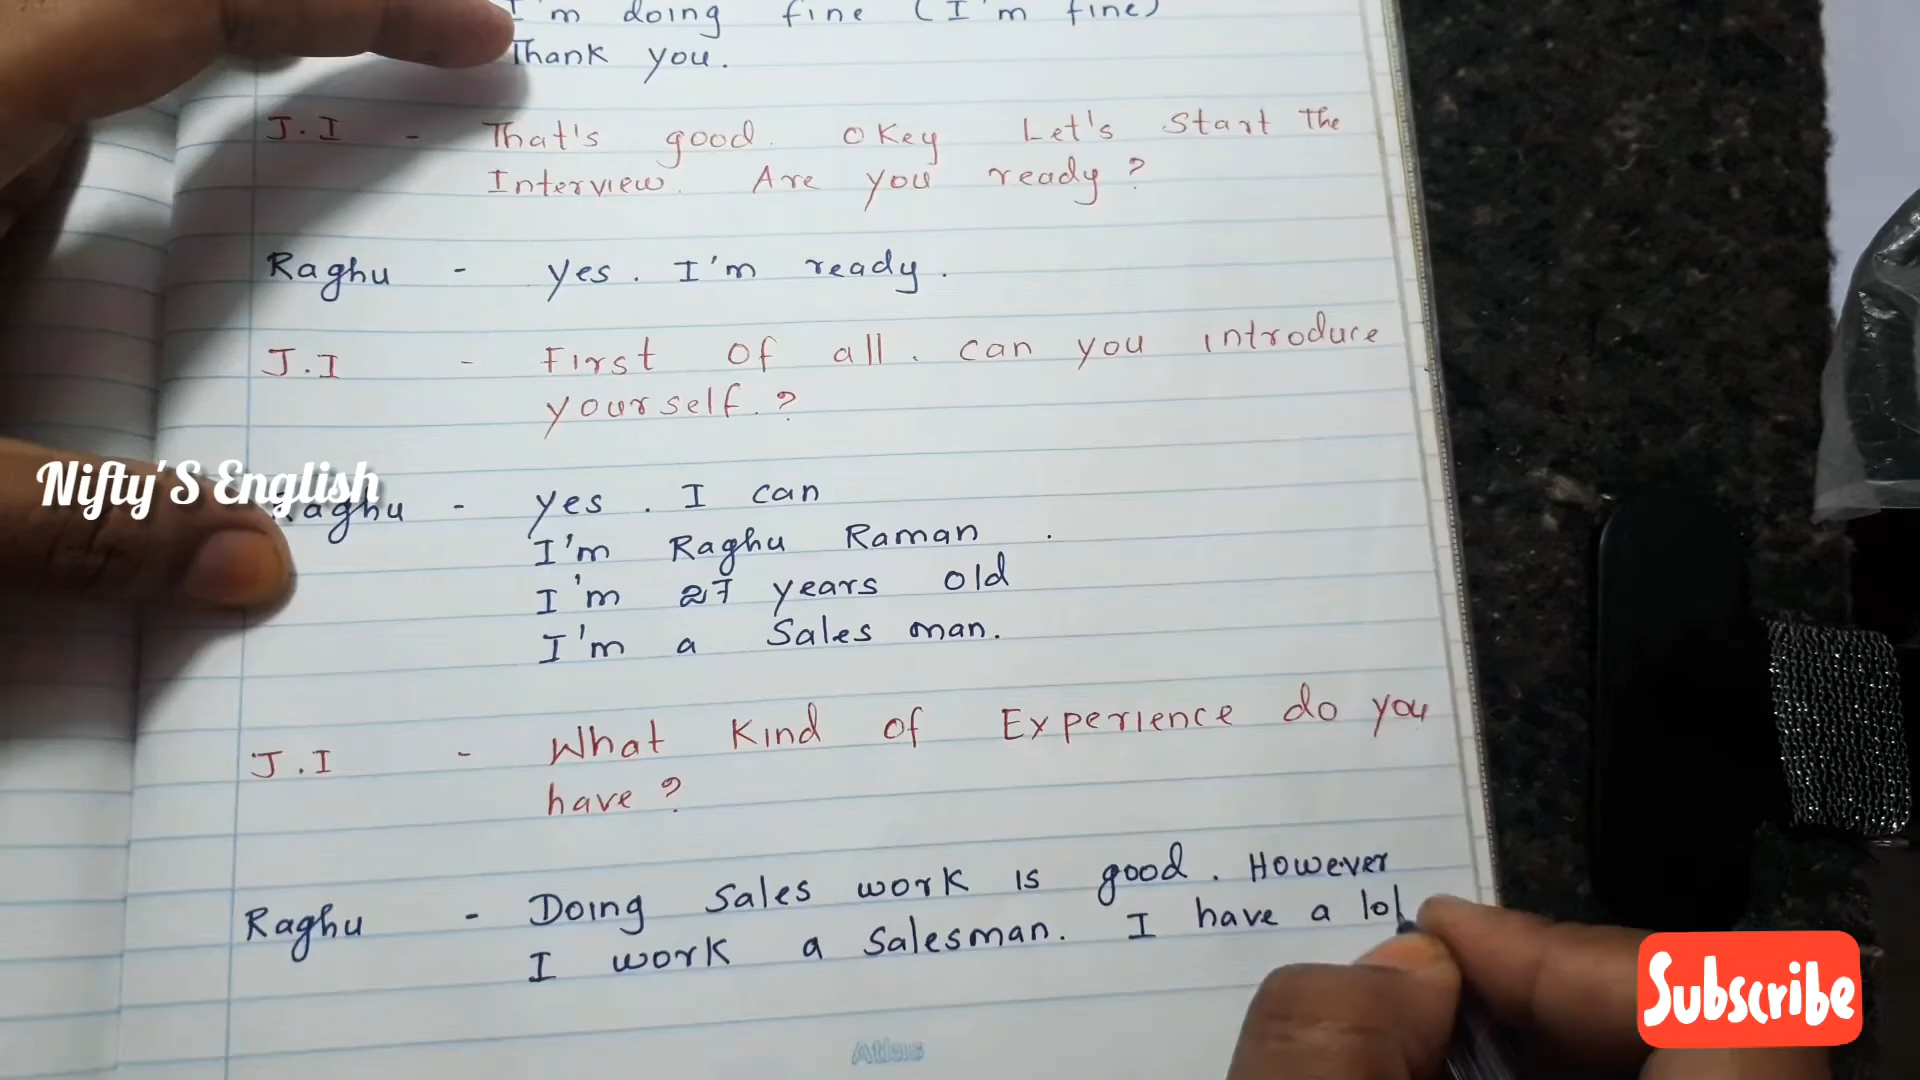 I'm doing fine (I'm fine)
Thank you.
J.I - That's good. Okey Let's Start The
Interview. Are you ready?
Raghu - yes. I'm ready.
J.I - First of all. can you introduce
yourself.?
Raghu - yes. I can
I'm Raghu Raman.
I'm 27 years old
I'm a Sales man.
J.I - What Kind of Experience do you
have?
Raghu - Doing Sales work is good. However
I work a Salesman. I have a lot
Nifty'S English
Atlas
Subscribe